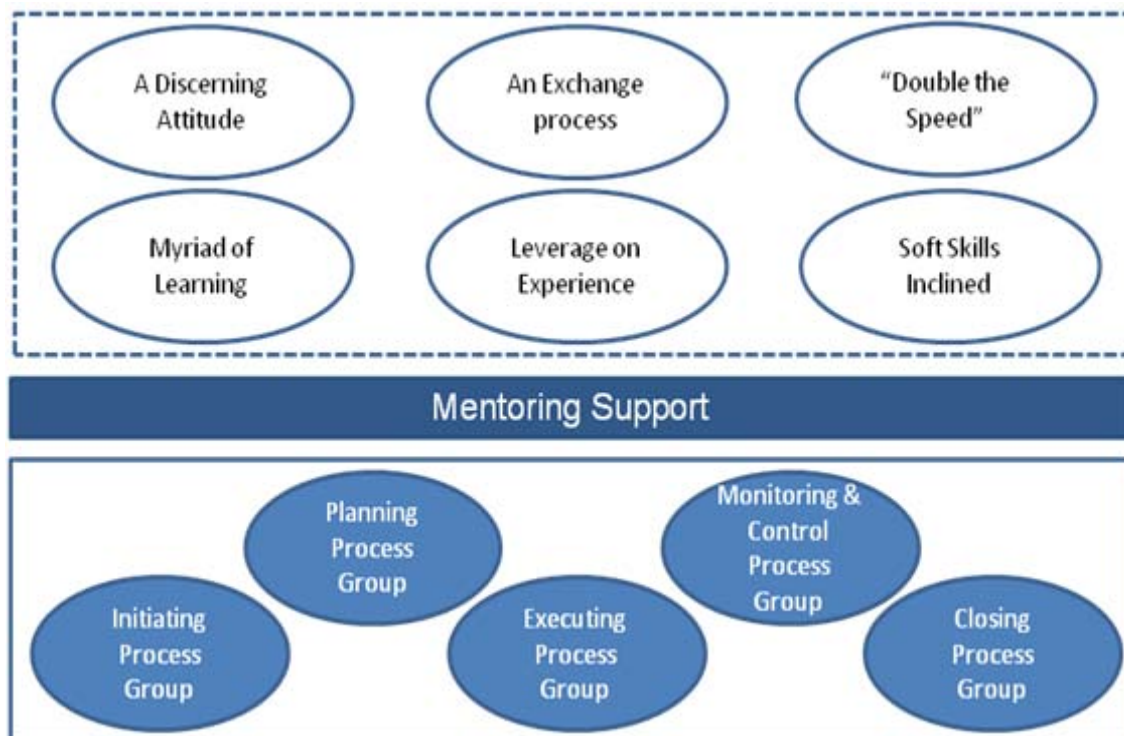 A Discerning
Attitude
An Exchange
process
“Double the
Speed”
Myriad of
Learning
Leverage on
Experience
Soft Skills
Inclined
Mentoring Support
Initiating
Process
Group
Planning
Process
Group
Executing
Process
Group
Monitoring &
Control
Process
Group
Closing
Process
Group